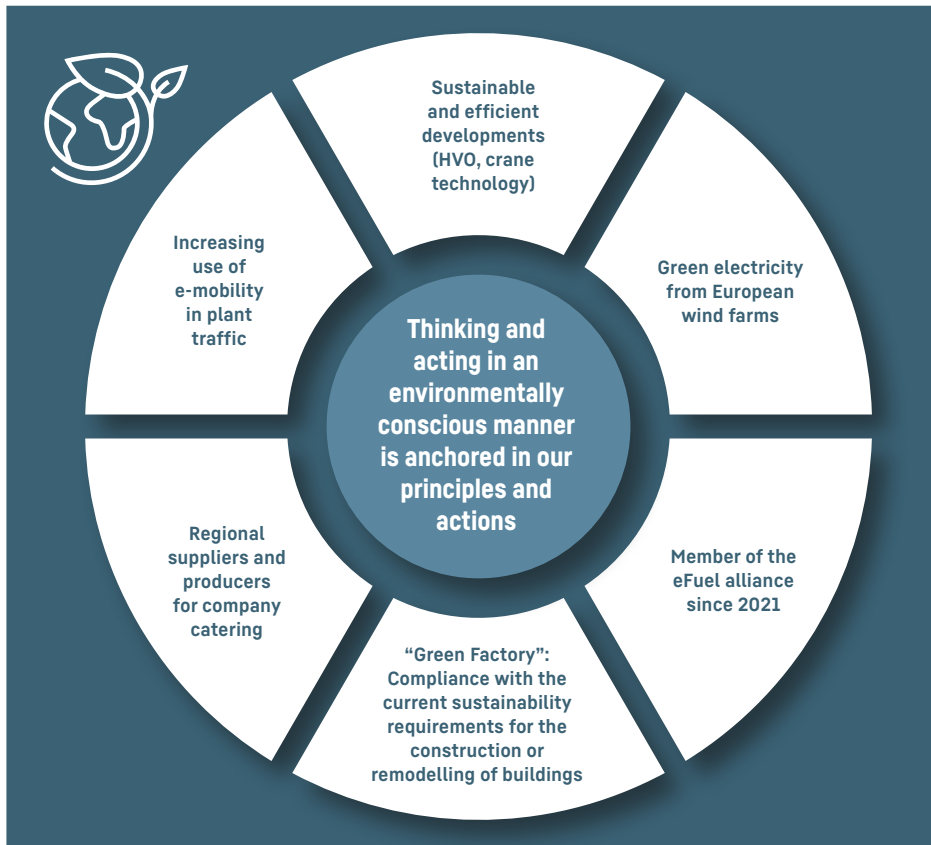 Sustainable
and efficient
developments
(HVO, crane
technology)
Green electricity
from European
wind farms
Member of the
eFuel alliance
since 2021
“Green Factory”:
Compliance with the
current sustainability
requirements for the
construction or
remodelling of buildings
Regional
suppliers and
producers
for company
catering
Increasing
use of
e-mobility
in plant
traffic
Thinking and
acting in an
environmentally
conscious manner
is anchored in our
principles and
actions